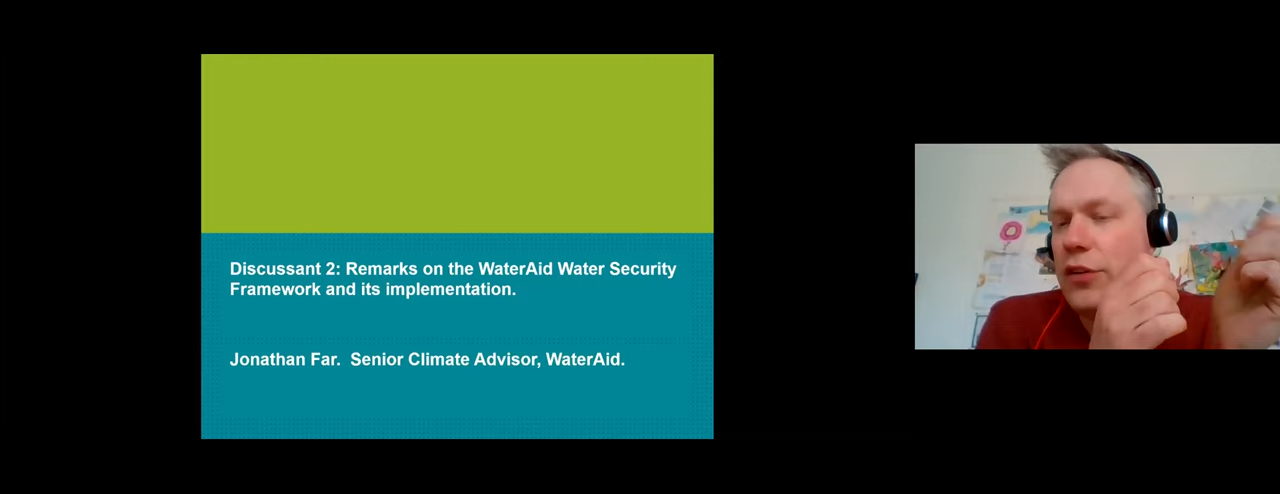 Discussant 2: Remarks on the WaterAid Water Security
Framework and its implementation.
Jonathan Far.  Senior Climate Advisor, WaterAid.